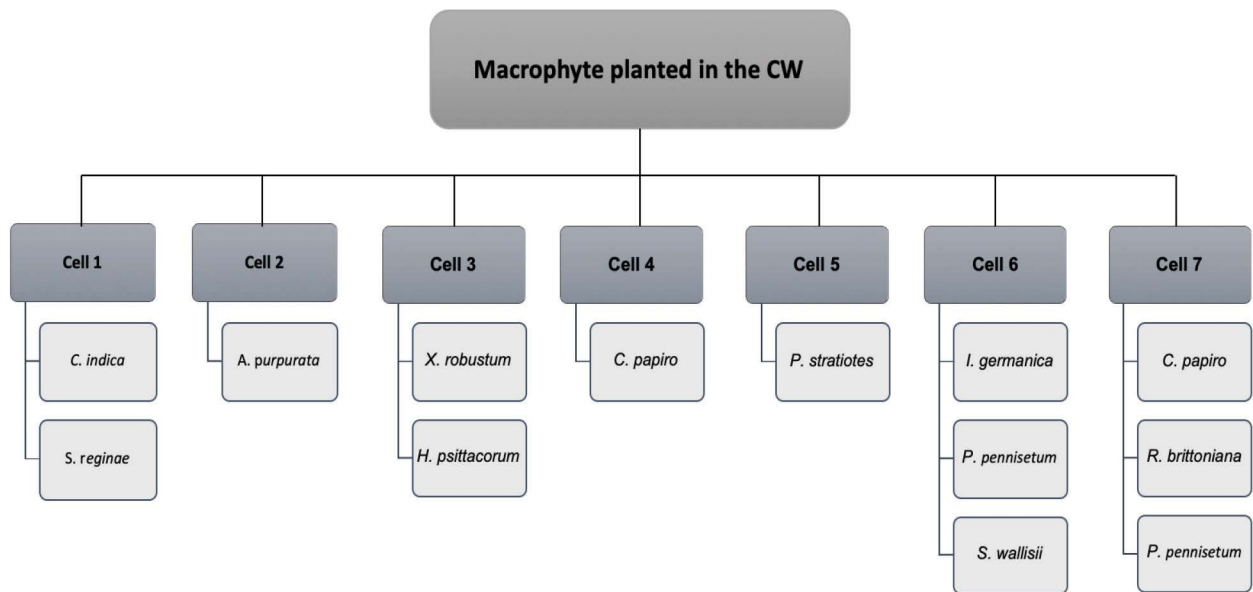 Macrophyte planted in the CW
Cell 1
C. indica
S. reginae
Cell 2
A. purpurata
Cell 3
X. robustum
H. psittacorum
Cell 4
C. papiro
Cell 5
P. stratiotes
Cell 6
I. germanica
P. pennisetum
S. wallisii
Cell 7
C. papiro
R. brittoniana
P. pennisetum